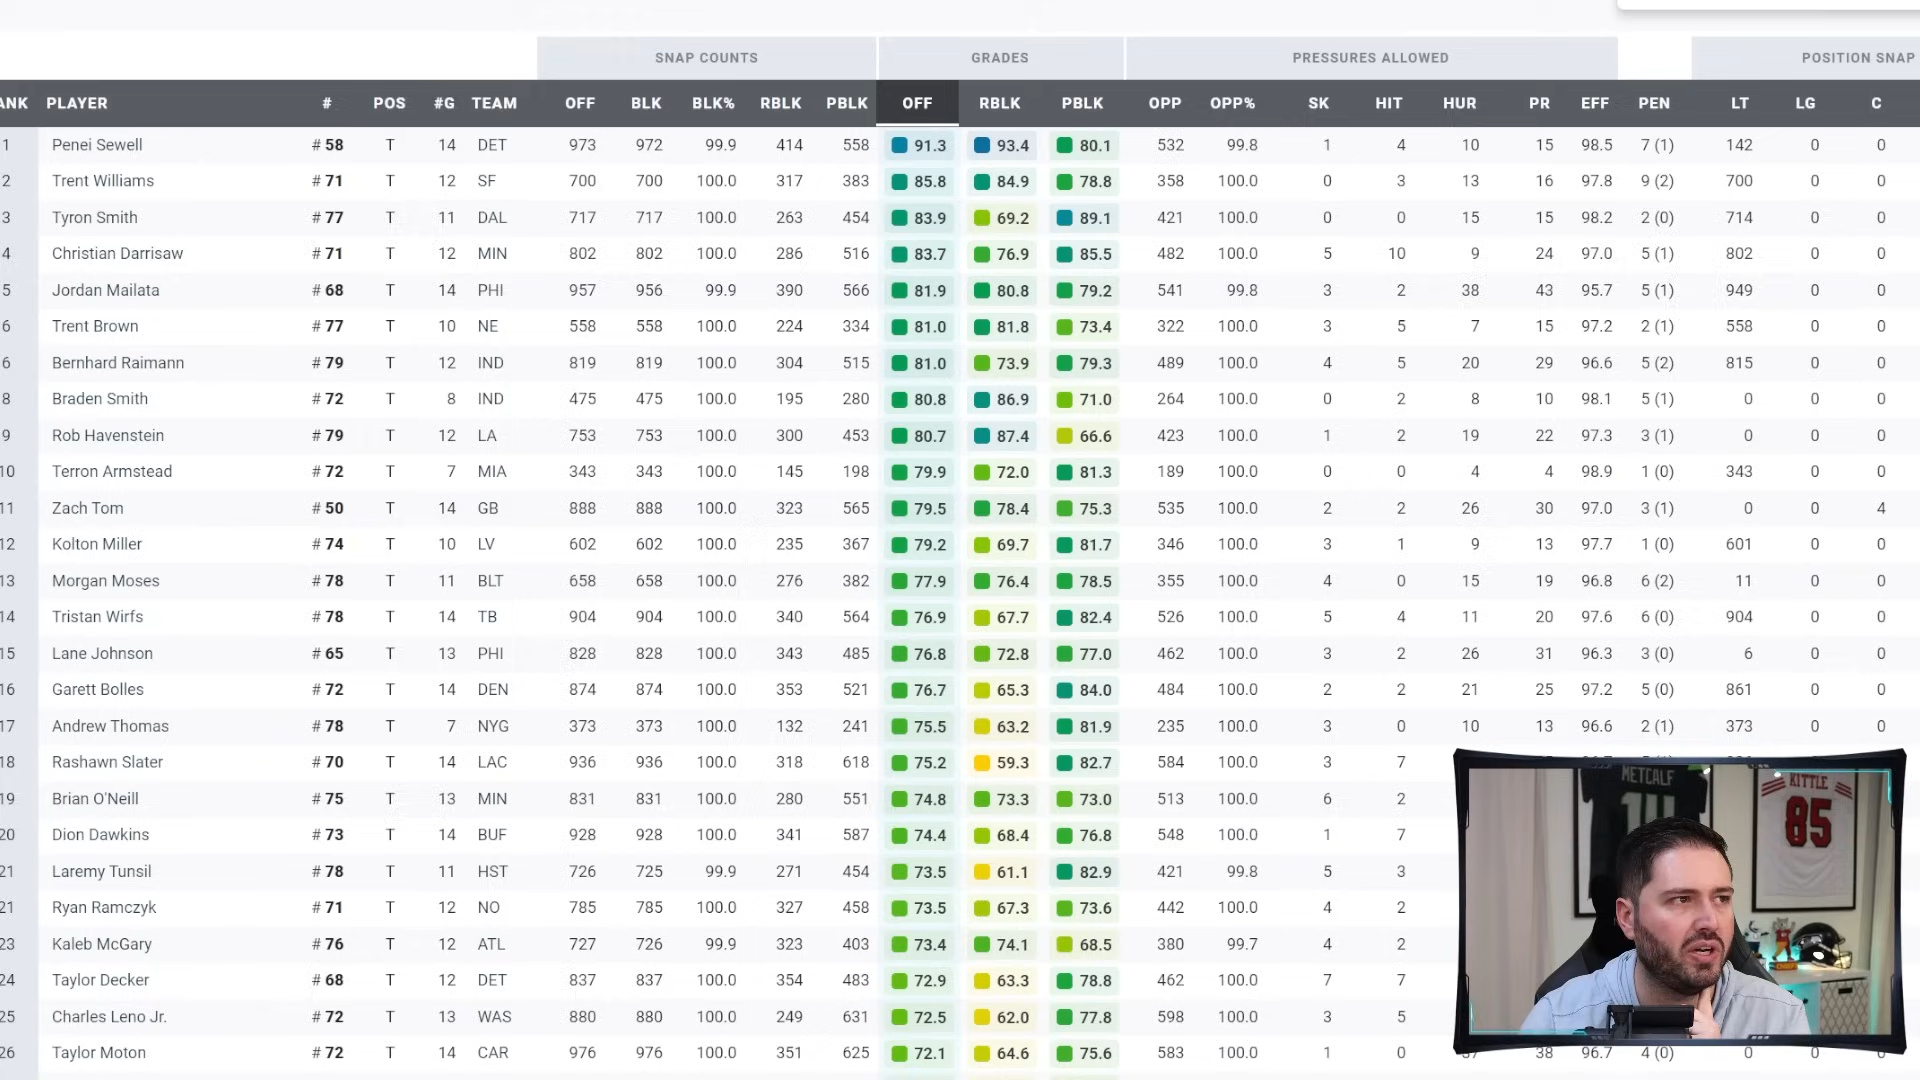 SNAP COUNTS GRADES PRESSURES ALLOWED POSITION SNAP
ANK PLAYER # POS #G TEAM OFF BLK BLK% RBLK PBLK OFF RBLK PBLK OPP OPP% SK HIT HUR PR EFF PEN LT LG C
1 Penei Sewell #58 T 14 DET 973 972 99.9 414 558 91.3 93.4 80.1 532 99.8 1 4 10 15 98.5 7 (1) 142 0 0
2 Trent Williams #71 T 12 SF 700 700 100.0 317 383 85.8 84.9 78.8 358 100.0 0 3 13 16 97.8 9 (2) 700 0 0
3 Tyron Smith #77 T 11 DAL 717 717 100.0 263 454 83.9 69.2 89.1 421 100.0 0 0 15 15 98.2 2 (0) 714 0 0
4 Christian Darrisaw #71 T 12 MIN 802 802 100.0 286 516 83.7 76.9 85.5 482 100.0 5 10 9 24 97.0 5 (1) 802 0 0
5 Jordan Mailata #68 T 14 PHI 957 956 99.9 390 566 81.9 80.8 79.2 541 99.8 3 2 38 43 95.7 5 (1) 949 0 0
6 Trent Brown #77 T 10 NE 558 558 100.0 224 334 81.0 81.8 73.4 322 100.0 3 5 7 15 97.2 2 (1) 558 0 0
6 Bernhard Raimann #79 T 12 IND 819 819 100.0 304 515 81.0 73.9 79.3 489 100.0 4 5 20 29 96.6 5 (2) 815 0 0
8 Braden Smith #72 T 8 IND 475 475 100.0 195 280 80.8 86.9 71.0 264 100.0 0 2 8 10 98.1 5 (1) 0 0 0
9 Rob Havenstein #79 T 12 LA 753 753 100.0 300 453 80.7 87.4 66.6 423 100.0 1 2 19 22 97.3 3 (1) 0 0 0
10 Terron Armstead #72 T 7 MIA 343 343 100.0 145 198 79.9 72.0 81.3 189 100.0 0 0 4 4 98.9 1 (0) 343 0 0
11 Zach Tom #50 T 14 GB 888 888 100.0 323 565 79.5 78.4 75.3 535 100.0 2 2 26 30 97.0 3 (1) 0 0 4
12 Kolton Miller #74 T 10 LV 602 602 100.0 235 367 79.2 69.7 81.7 346 100.0 3 1 9 13 97.7 1 (0) 601 0 0
13 Morgan Moses #78 T 11 BLT 658 658 100.0 276 382 77.9 76.4 78.5 355 100.0 4 0 15 19 96.8 6 (2) 11 0 0
14 Tristan Wirfs #78 T 14 TB 904 904 100.0 340 564 76.9 67.7 82.4 526 100.0 5 4 11 20 97.6 6 (0) 904 0 0
15 Lane Johnson #65 T 13 PHI 828 828 100.0 343 485 76.8 72.8 77.0 462 100.0 3 2 26 31 96.3 3 (0) 6 0 0
16 Garett Bolles #72 T 14 DEN 874 874 100.0 353 521 76.7 65.3 84.0 484 100.0 2 2 21 25 97.2 5 (0) 861 0 0
17 Andrew Thomas #78 T 7 NYG 373 373 100.0 132 241 75.5 63.2 81.9 235 100.0 3 0 10 13 96.6 2 (1) 373 0 0
18 Rashawn Slater #70 T 14 LAC 936 936 100.0 318 618 75.2 59.3 82.7 584 100.0 3 7
19 Brian O'Neill #75 T 13 MIN 831 831 100.0 280 551 74.8 73.3 73.0 513 100.0 6 2
20 Dion Dawkins #73 T 14 BUF 928 928 100.0 341 587 74.4 68.4 76.8 548 100.0 1 7
21 Laremy Tunsil #78 T 11 HST 726 725 99.9 271 454 73.5 61.1 82.9 421 99.8 5 3
21 Ryan Ramczyk #71 T 12 NO 785 785 100.0 327 458 73.5 67.3 73.6 442 100.0 4 2
23 Kaleb McGary #76 T 12 ATL 727 726 99.9 323 403 73.4 74.1 68.5 380 99.7 4 2
24 Taylor Decker #68 T 12 DET 837 837 100.0 354 483 72.9 63.3 78.8 462 100.0 7 7
25 Charles Leno Jr. #72 T 13 WAS 880 880 100.0 249 631 72.5 62.0 77.8 598 100.0 3 5
26 Taylor Moton #72 T 14 CAR 976 976 100.0 351 625 72.1 64.6 75.6 583 100.0 1 0 37 38 96.7 4 (0) 0 0 0
METCALF
14
KITTLE
85